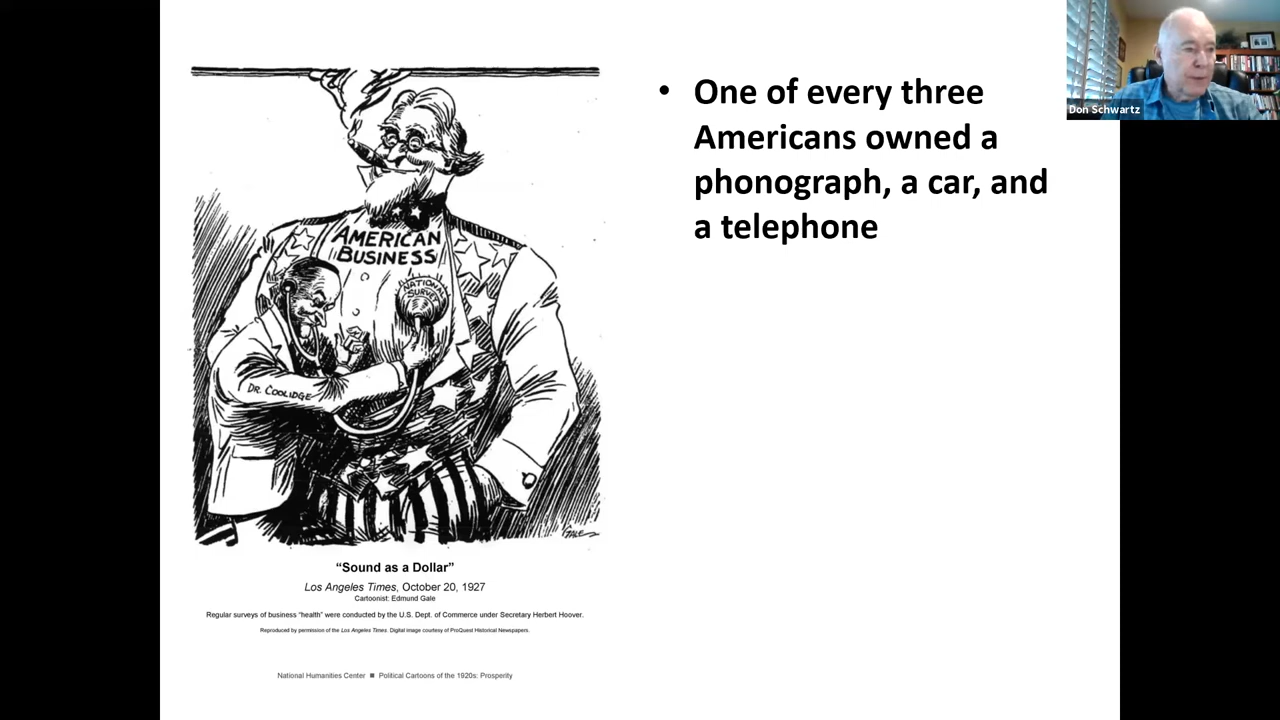 AMERICAN
BUSINESS
NATIONAL
SURVEY
DR. COOLIDGE
GALE
"Sound as a Dollar"
Los Angeles Times, October 20, 1927
Cartoonist: Edmund Gale
Regular surveys of business "health" were conducted by the U.S. Dept. of Commerce under Secretary Herbert Hoover.
Reproduced by permission of the Los Angeles Times. Digital image courtesy of ProQuest Historical Newspapers.
National Humanities Center ■ Political Cartoons of the 1920s: Prosperity
• One of every three
Americans owned a
phonograph, a car, and
a telephone
Don Schwartz